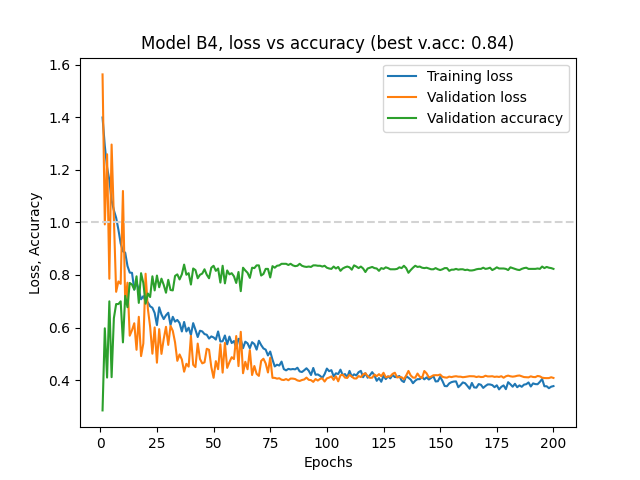 Model B4, loss vs accuracy (best v.acc: 0.84)
Training loss
Validation loss
Validation accuracy
Loss, Accuracy
1.6
1.4
1.2
1.0
0.8
0.6
0.4
0 25 50 75 100 125 150 175 200
Epochs